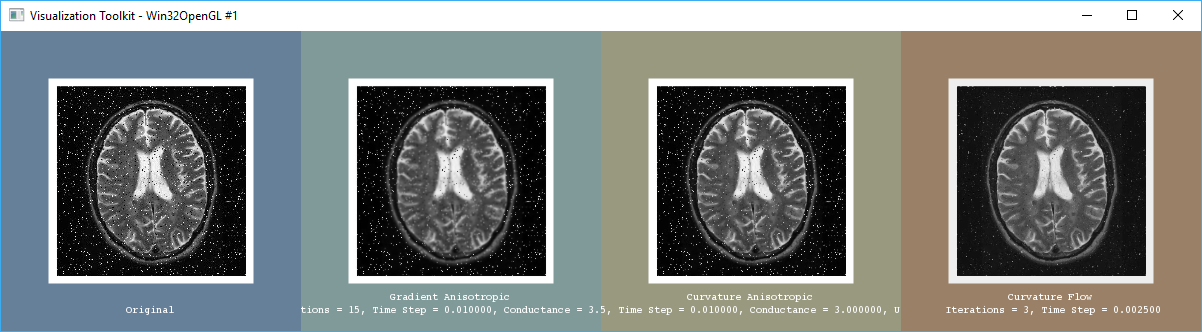 Visualization Toolkit - Win32OpenGL #1
Original
Gradient Anisotropic
tions = 15, Time Step = 0.010000, Conductance = 3.5
Curvature Anisotropic
, Time Step = 0.010000, Conductance = 3.000000, U
Curvature Flow
Iterations = 3, Time Step = 0.002500